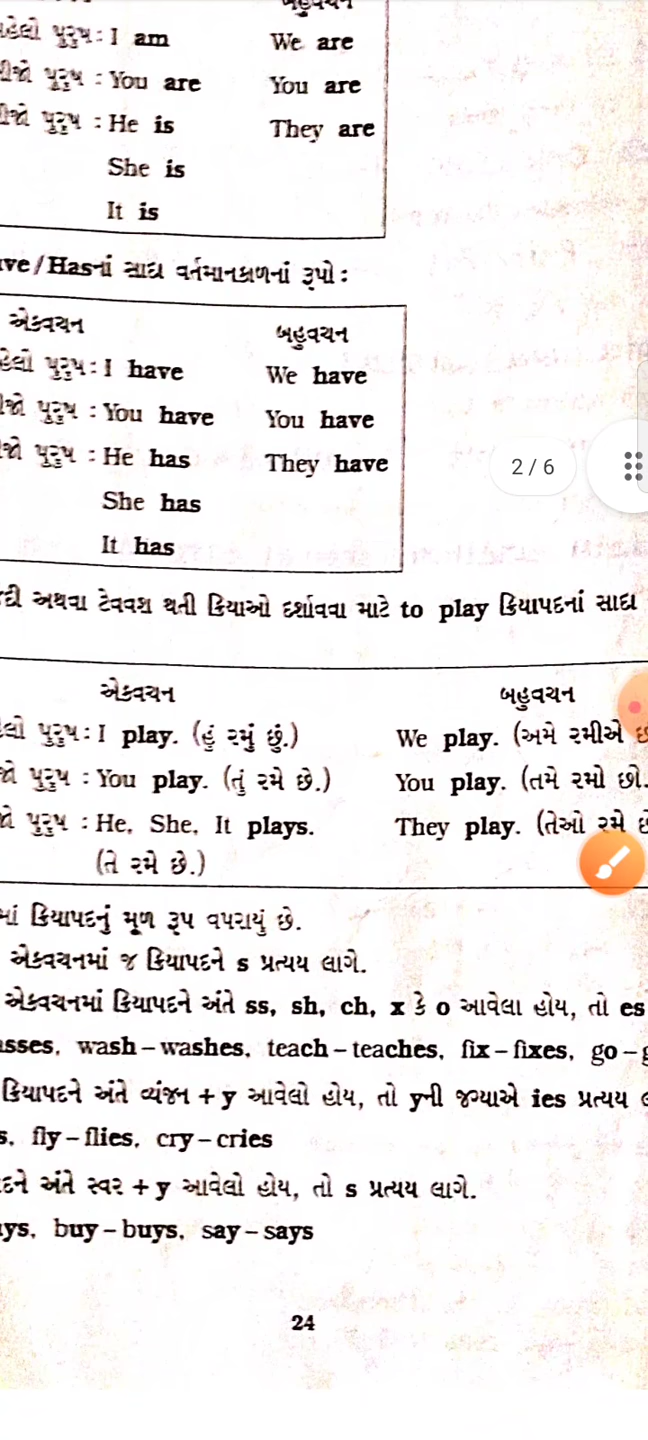 બહુવચન
પુરુષ : I am We are
પુરુષ : You are You are
પુરુષ : He is They are
She is
It is
/ Hasનાં સાદા વર્તમાનકાળનાં રૂપો :
એકવચન બહુવચન
પુરુષ : I have We have
પુરુષ : You have You have
પુરુષ : He has They have
2 / 6
She has
It has
અથવા ટેવવશ થતી ક્રિયાઓ દર્શાવવા માટે to play ક્રિયાપદનાં સાદા
એકવચન બહુવચન
પુરુષ : I play. (હું રમું છું.) We play. (અમે રમીએ
પુરુષ : You play. (તું રમે છે.) You play. (તમે રમો છો.
પુરુષ : He, She, It plays. They play. (તેઓ રમે
(તે રમે છે.)
ક્રિયાપદનું મૂળ રૂપ વપરાયું છે.
એકવચનમાં જ ક્રિયાપદને s પ્રત્યય લાગે.
એકવચનમાં ક્રિયાપદને અંતે ss, sh, ch, x કે o આવેલા હોય, તો es
wash – washes, teach – teaches, fix – fixes, go –
ક્રિયાપદને અંતે વ્યંજન + y આવેલો હોય, તો yની જગ્યાએ ies પ્રત્યય
fly – flies, cry – cries
અંતે સ્વર + y આવેલો હોય, તો s પ્રત્યય લાગે.
buy – buys, say – says
24